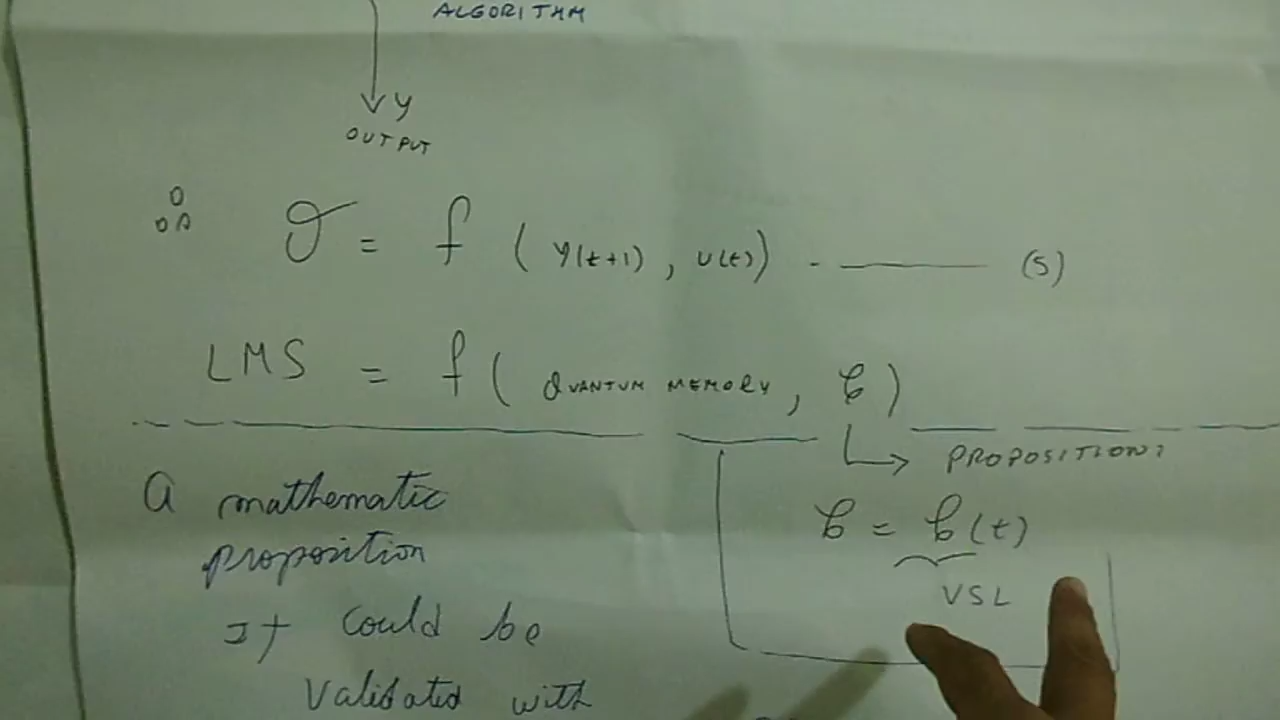 ALGORITHM
y
OUTPUT
= f ( y(t+1), u(t)) - (5)
LMS = f ( QUANTUM MEMORY, )
PROPOSITION:
a mathematic
proposition
= (t)
VSL
It could be
validated with